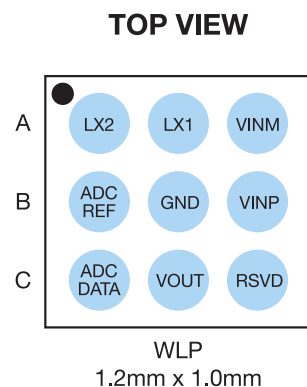 TOP VIEW
A
LX2
LX1
VINM
B
ADC
REF
GND
VINP
C
ADC
DATA
VOUT
RSVD
WLP
1.2mm x 1.0mm